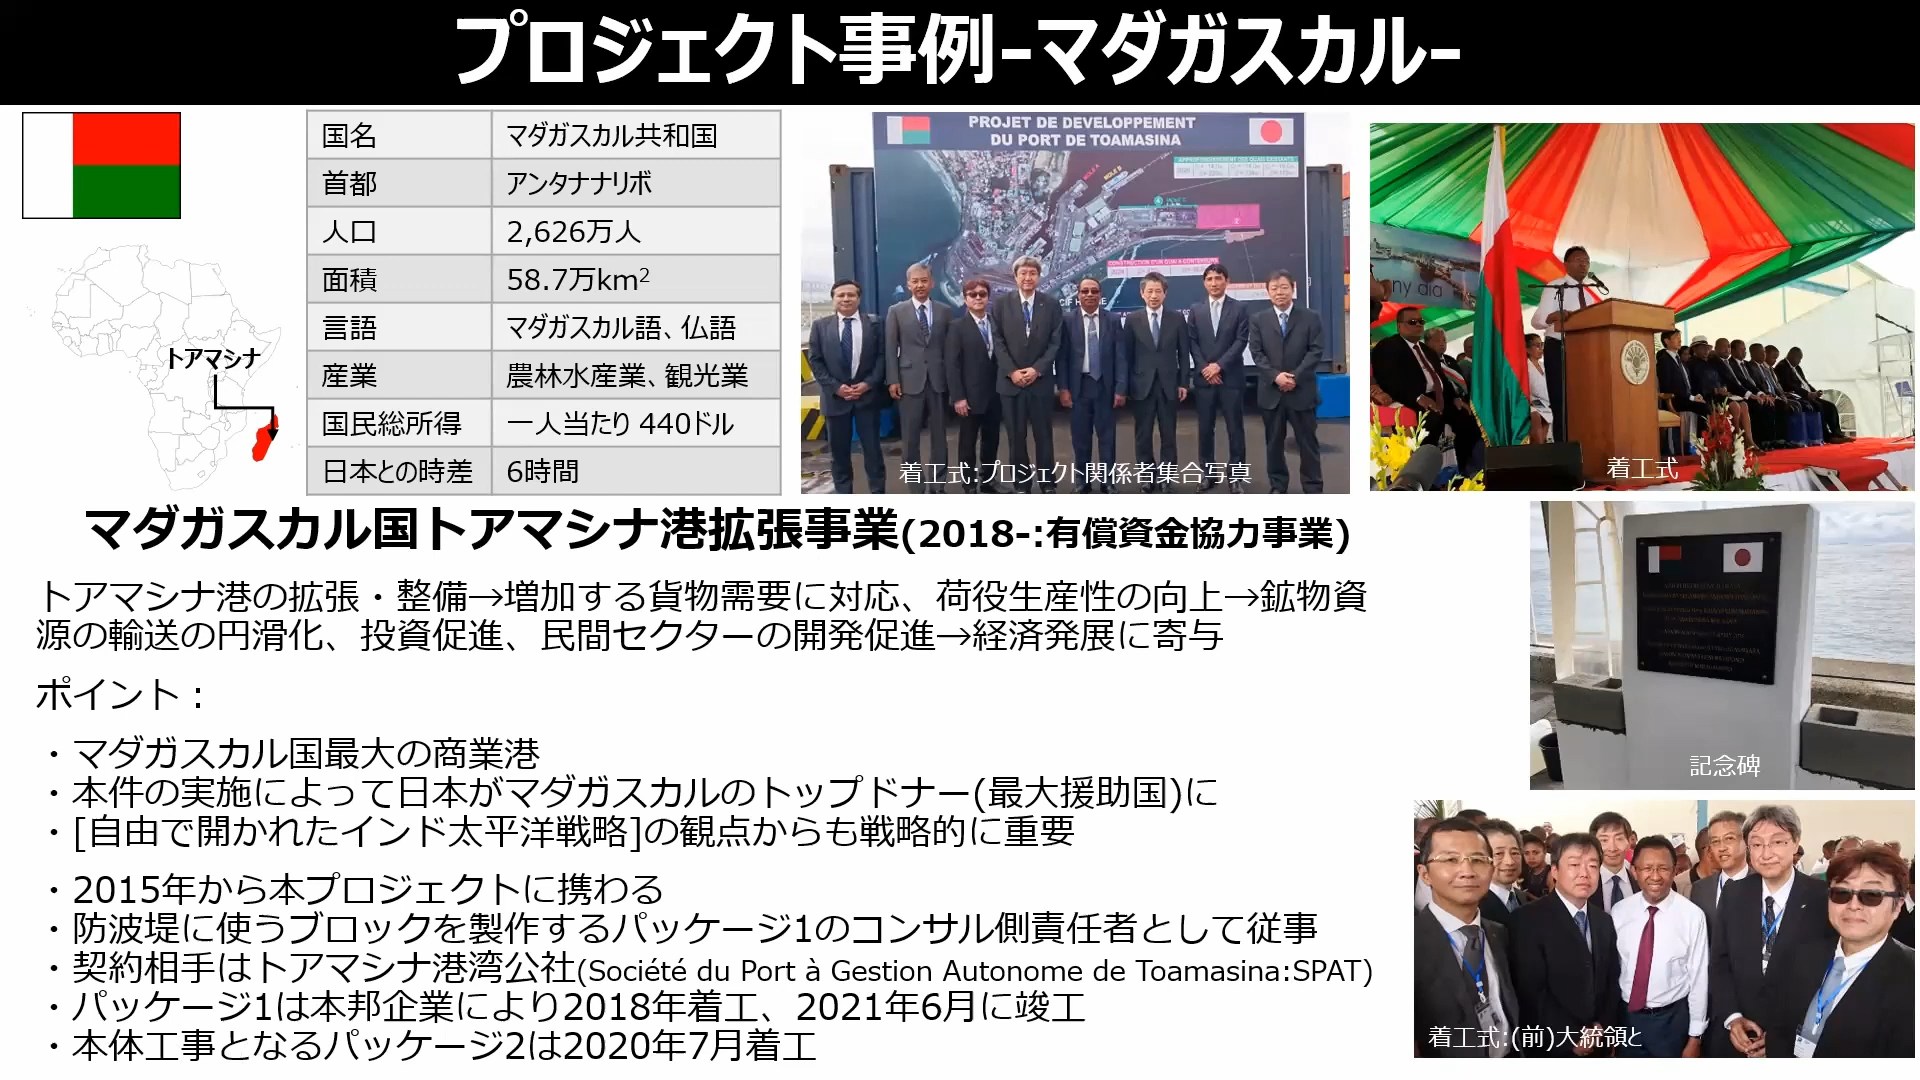 プロジェクト事例-マダガスカル-
国名 マダガスカル共和国
首都 アンタナナリボ
人口 2,626万人
面積 58.7万km2
言語 マダガスカル語、仏語
産業 農林水産業、観光業
国民総所得 一人当たり 440ドル
日本との時差 6時間
トアマシナ
PROJET DE DEVELOPPEMENT
DU PORT DE TOAMASINA
着工式:プロジェクト関係者集合写真
ny dia
着工式
マダガスカル国トアマシナ港拡張事業(2018-:有償資金協力事業)
トアマシナ港の拡張・整備→増加する貨物需要に対応、荷役生産性の向上→鉱物資
源の輸送の円滑化、投資促進、民間セクターの開発促進→経済発展に寄与
ポイント：
・マダガスカル国最大の商業港
・本件の実施によって日本がマダガスカルのトップドナー(最大援助国)に
・[自由で開かれたインド太平洋戦略]の観点からも戦略的に重要
・2015年から本プロジェクトに携わる
・防波堤に使うブロックを製作するパッケージ1のコンサル側責任者として従事
・契約相手はトアマシナ港湾公社(Société du Port à Gestion Autonome de Toamasina:SPAT)
・パッケージ1は本邦企業により2018年着工、2021年6月に竣工
・本体工事となるパッケージ2は2020年7月着工
記念碑
着工式:(前)大統領と